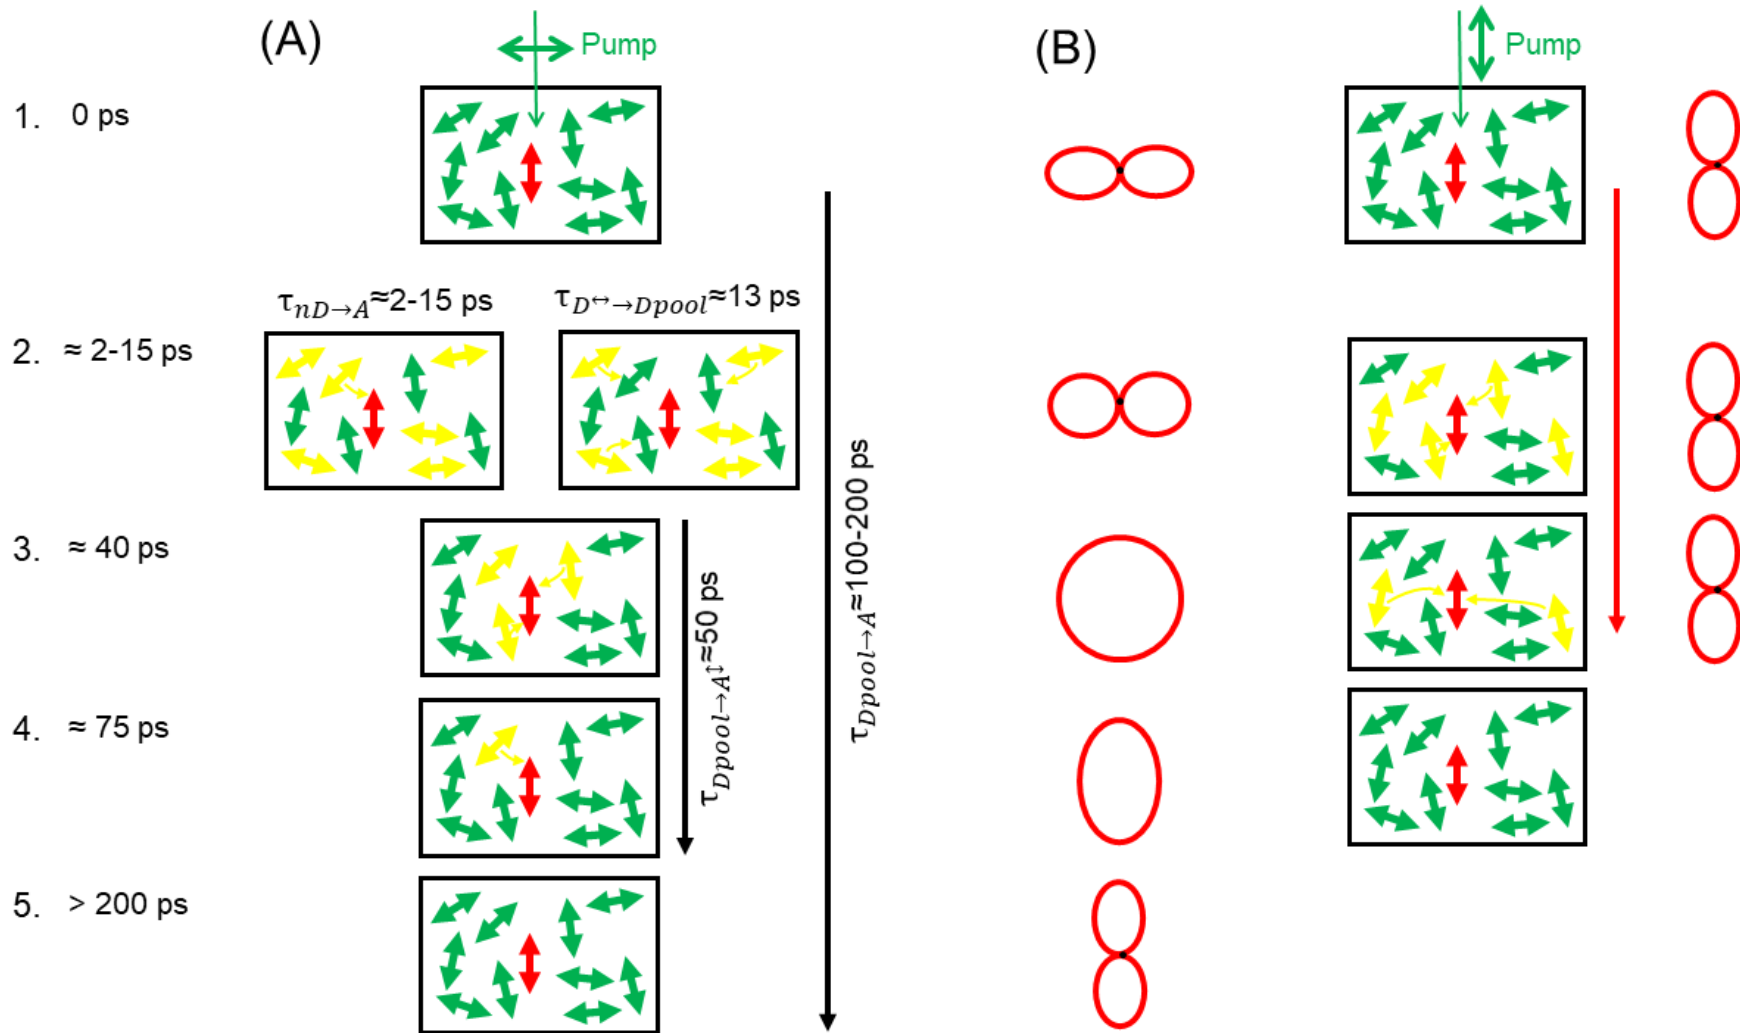 (A)
Pump
(B)
Pump
1. 0 ps
τnD→A≈2-15 ps
τD↔→Dpool≈13 ps
2. ≈ 2-15 ps
3. ≈ 40 ps
τDpool→A↕≈50 ps
τDpool→A≈100-200 ps
4. ≈ 75 ps
5. > 200 ps